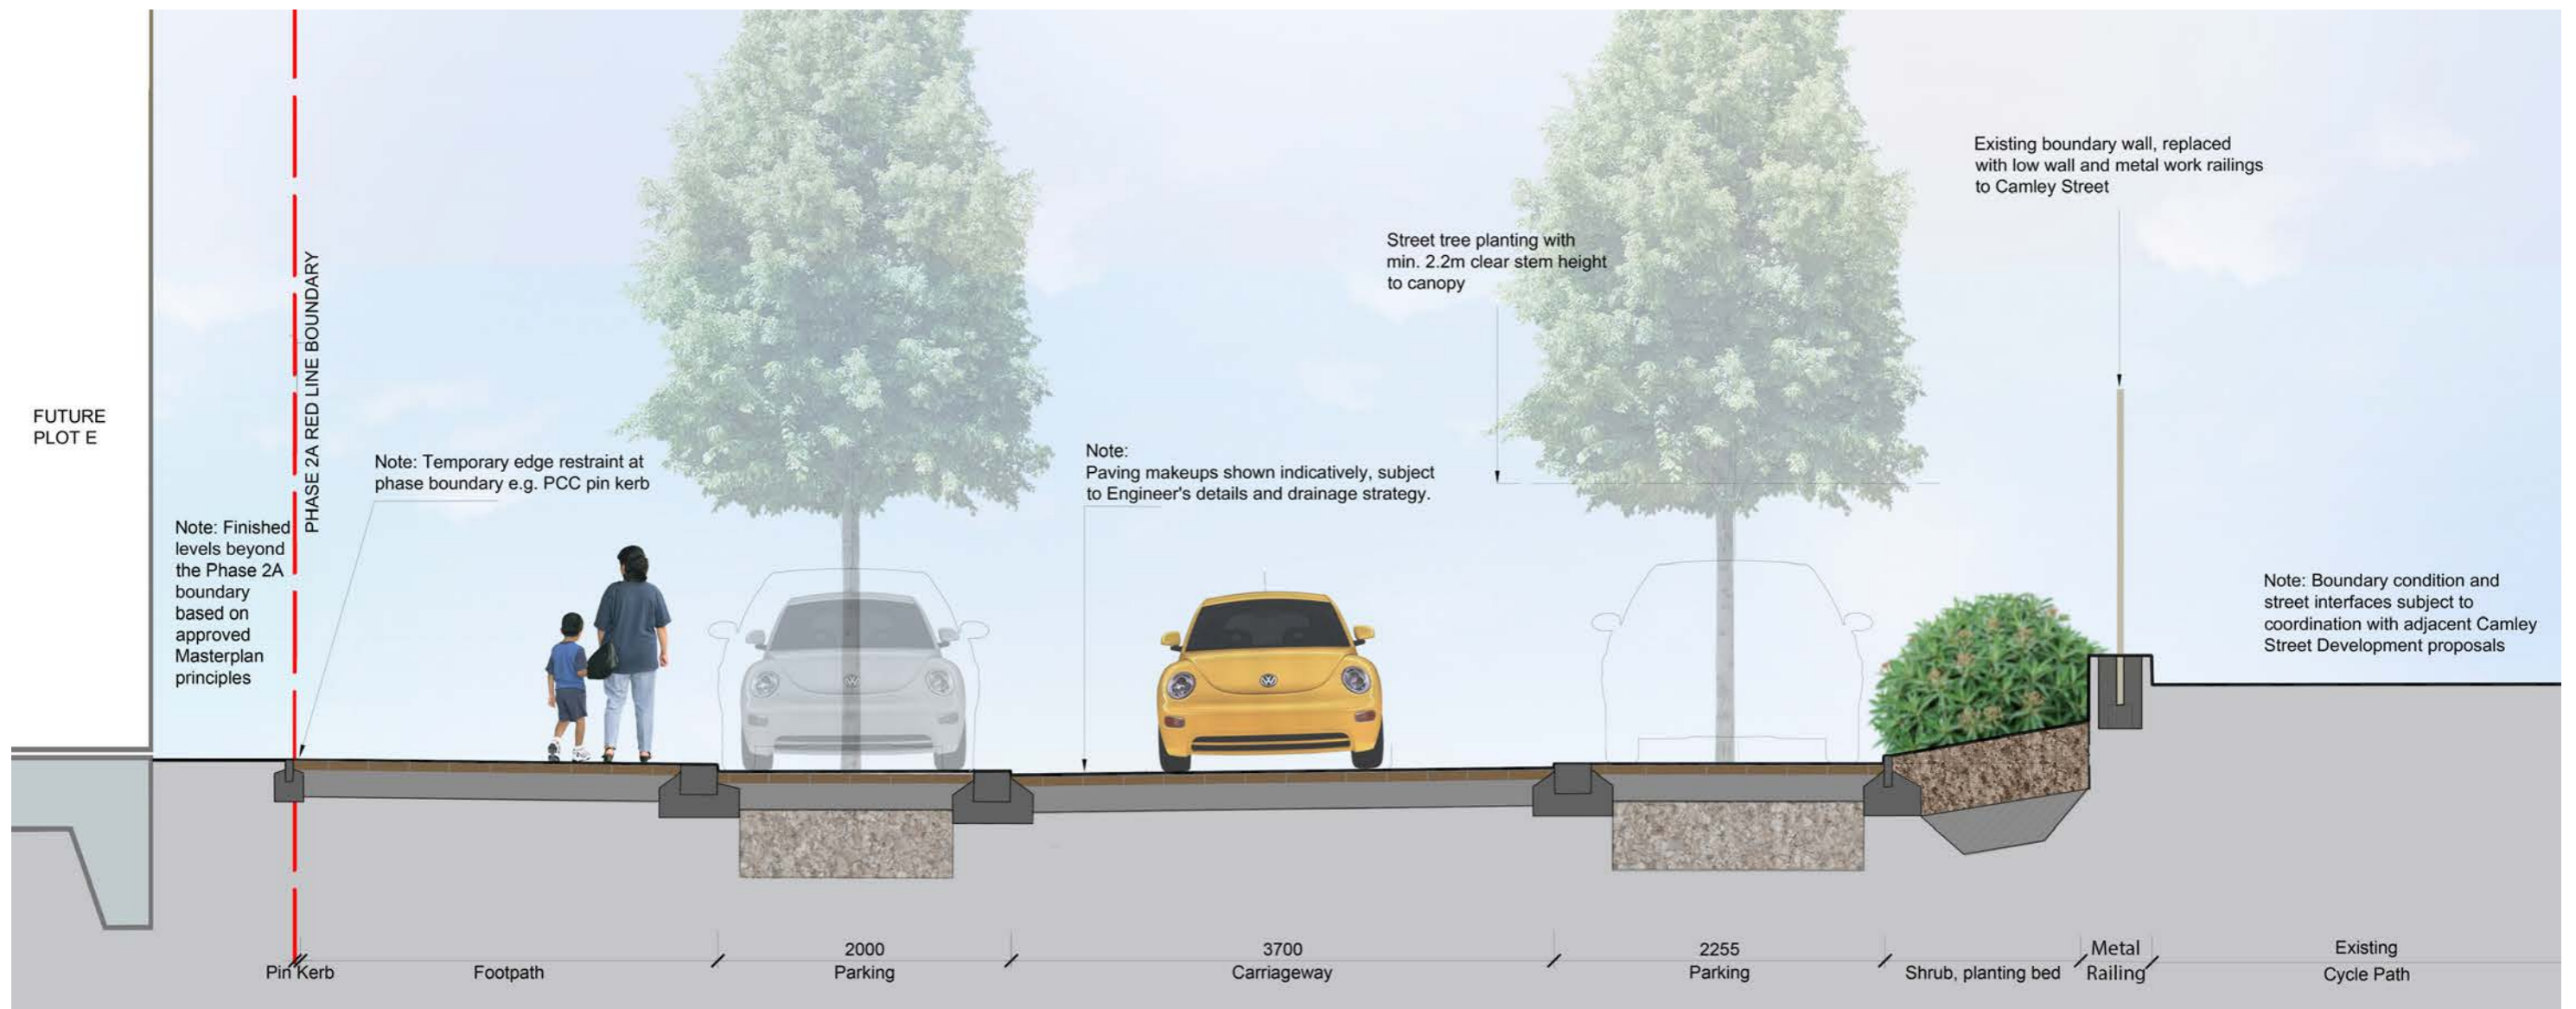 FUTURE
PLOT E
Note: Finished
levels beyond
the Phase 2A
boundary
based on
approved
Masterplan
principles
PHASE 2A RED LINE BOUNDARY
Note: Temporary edge restraint at
phase boundary e.g. PCC pin kerb
Note:
Paving makeups shown indicatively, subject
to Engineer's details and drainage strategy.
Street tree planting with
min. 2.2m clear stem height
to canopy
Existing boundary wall, replaced
with low wall and metal work railings
to Camley Street
Note: Boundary condition and
street interfaces subject to
coordination with adjacent Camley
Street Development proposals
Pin Kerb
Footpath
2000
Parking
3700
Carriageway
2255
Parking
Shrub, planting bed
Metal
Railing
Existing
Cycle Path